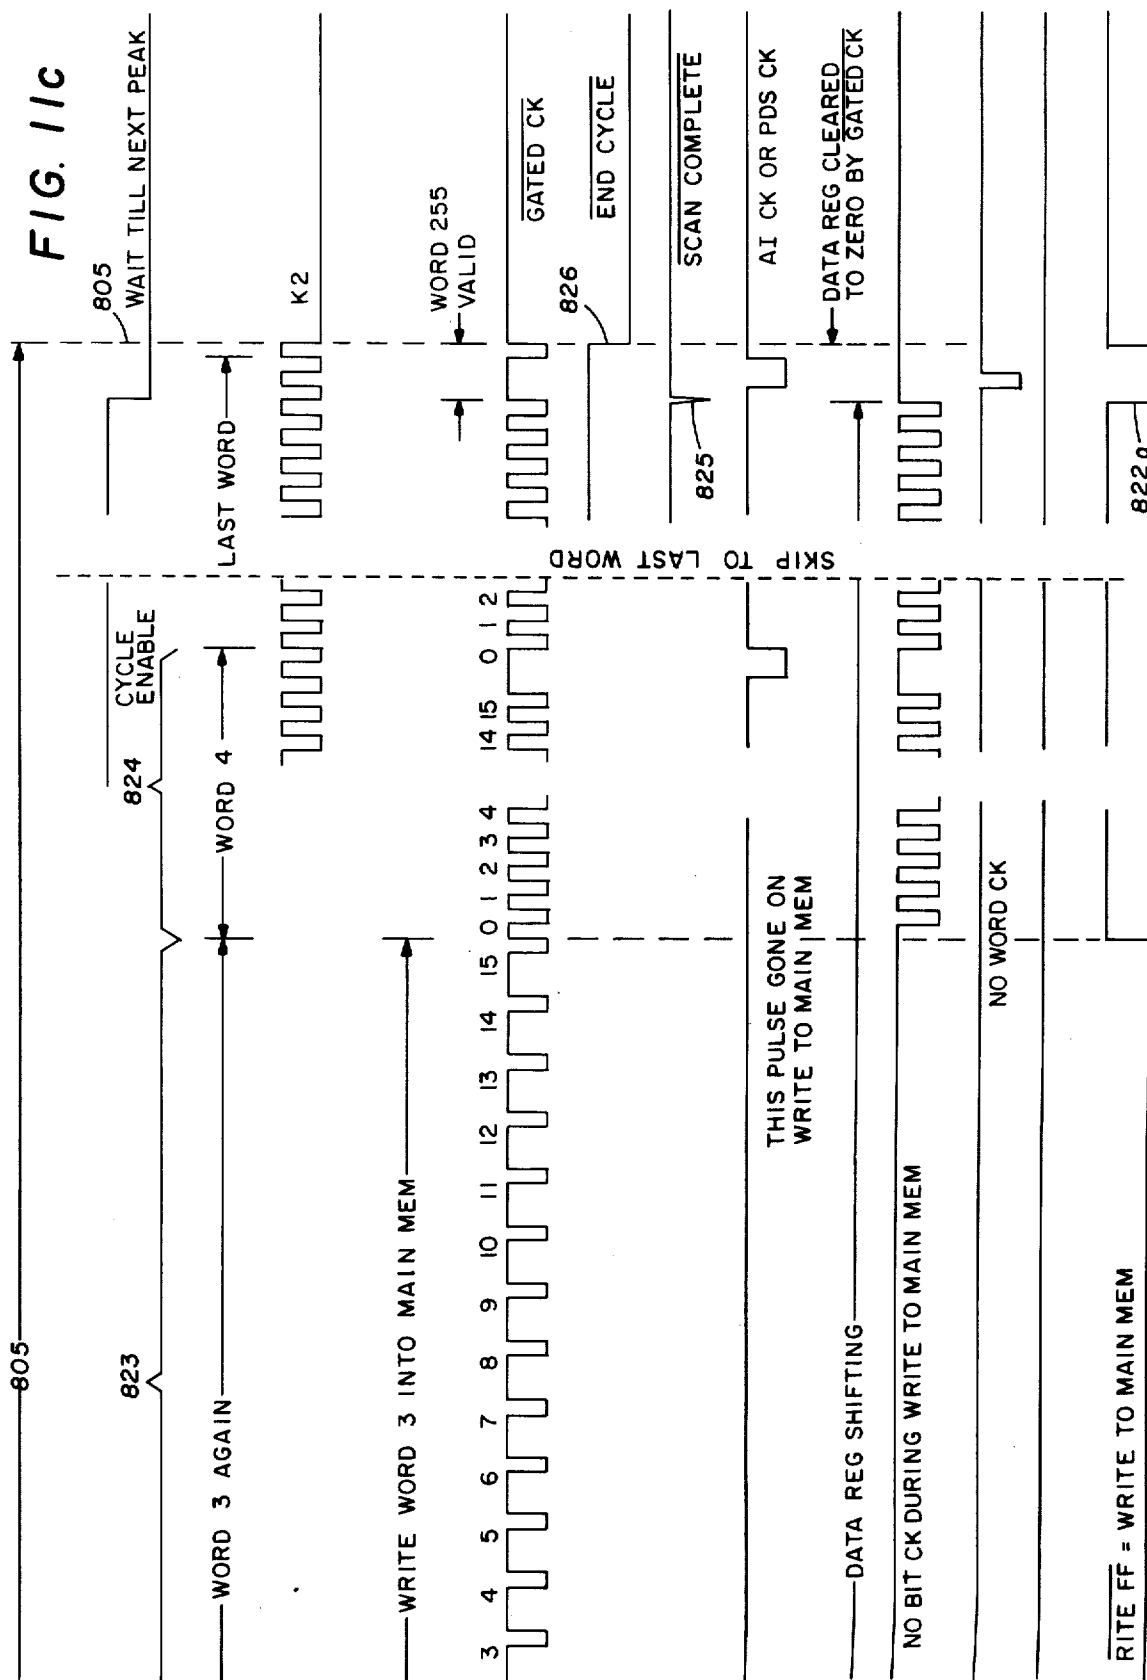 FIG. 11c
805
805
WAIT TILL NEXT PEAK
823
824
CYCLE
ENABLE
WORD 3 AGAIN
WORD 4
LAST WORD
K2
WRITE WORD 3 INTO MAIN MEM
WORD 255
VALID
3 4 5 6 7 8 9 10 11 12 13 14 15 0 1 2 3 4 14 15 0 1 2
GATED CK
826
END CYCLE
SKIP TO LAST WORD
825
SCAN COMPLETE
THIS PULSE GONE ON
WRITE TO MAIN MEM
AI CK OR PDS CK
DATA REG SHIFTING
DATA REG CLEARED
TO ZERO BY GATED CK
NO BIT CK DURING WRITE TO MAIN MEM
NO WORD CK
RITE FF = WRITE TO MAIN MEM
822a